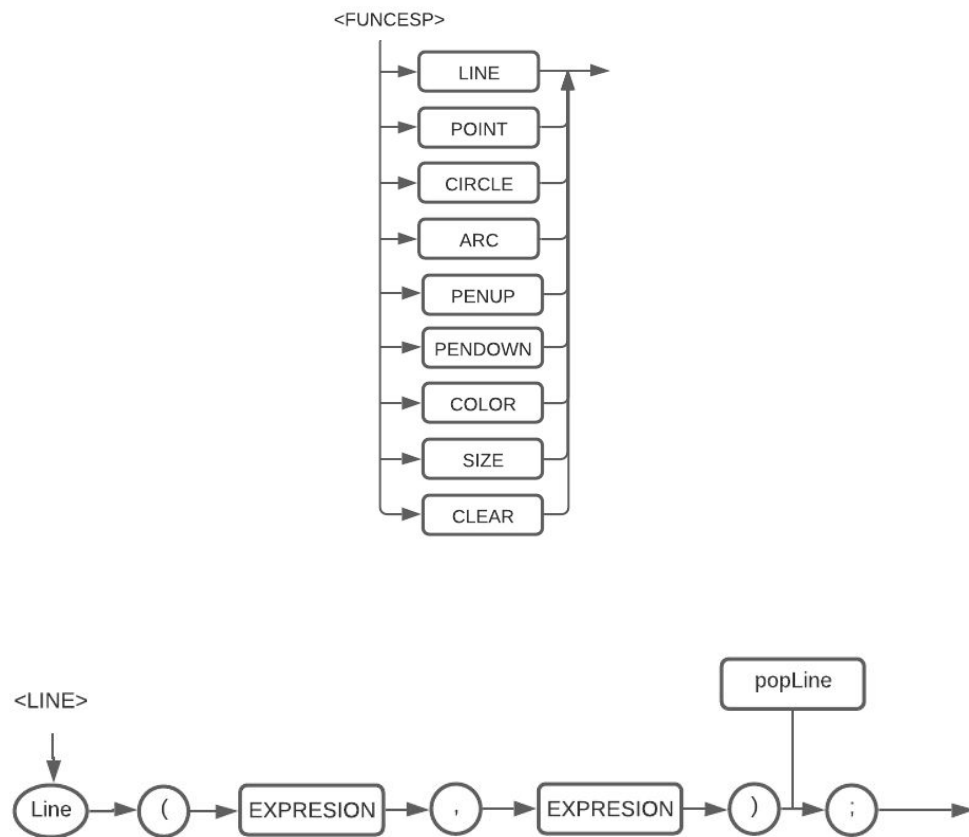 <FUNCESP>
LINE
POINT
CIRCLE
ARC
PENUP
PENDOWN
COLOR
SIZE
CLEAR
popLine
<LINE>
Line ( EXPRESION , EXPRESION ) ;